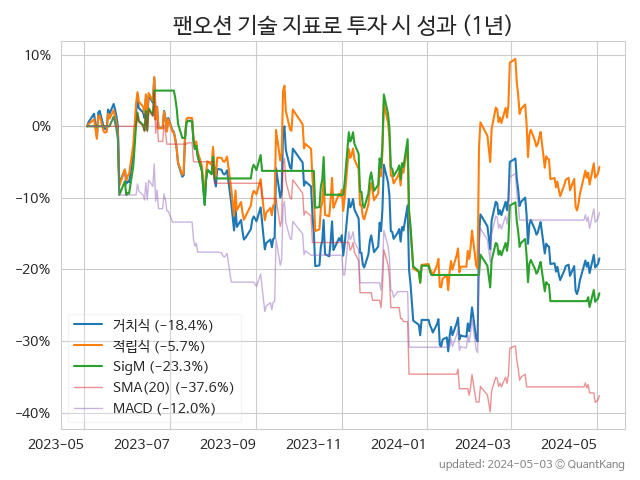 팬오션 기술 지표로 투자 시 성과 (1년)
10%
0%
−10%
−20%
−30%
−40%
거치식 (−18.4%)
적립식 (−5.7%)
SigM (−23.3%)
SMA(20) (−37.6%)
MACD (−12.0%)
2023-05 2023-07 2023-09 2023-11 2024-01 2024-03 2024-05
updated: 2024-05-03 ⓒ QuantKang